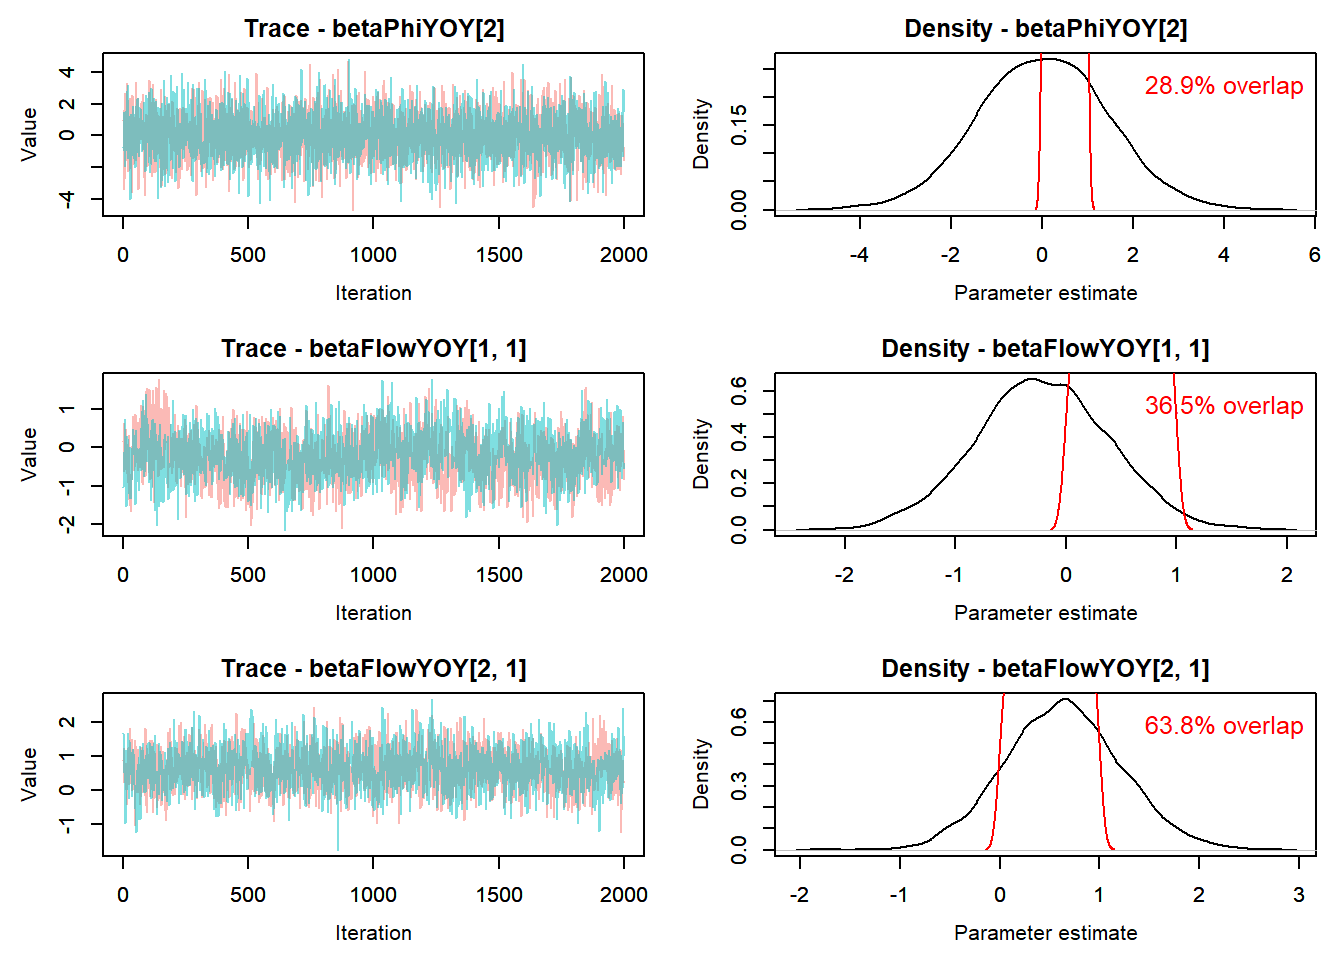 Trace - betaPhiYOY[2]
Value
4
2
0
-4
0
500
1000
1500
2000
Iteration
Density - betaPhiYOY[2]
28.9% overlap
Density
0.15
0.00
-4
-2
0
2
4
6
Parameter estimate
Trace - betaFlowYOY[1, 1]
Value
1
0
-1
-2
0
500
1000
1500
2000
Iteration
Density - betaFlowYOY[1, 1]
36.5% overlap
Density
0.6
0.4
0.2
0.0
-2
-1
0
1
2
Parameter estimate
Trace - betaFlowYOY[2, 1]
Value
2
1
0
-1
0
500
1000
1500
2000
Iteration
Density - betaFlowYOY[2, 1]
63.8% overlap
Density
0.6
0.3
0.0
-2
-1
0
1
2
3
Parameter estimate